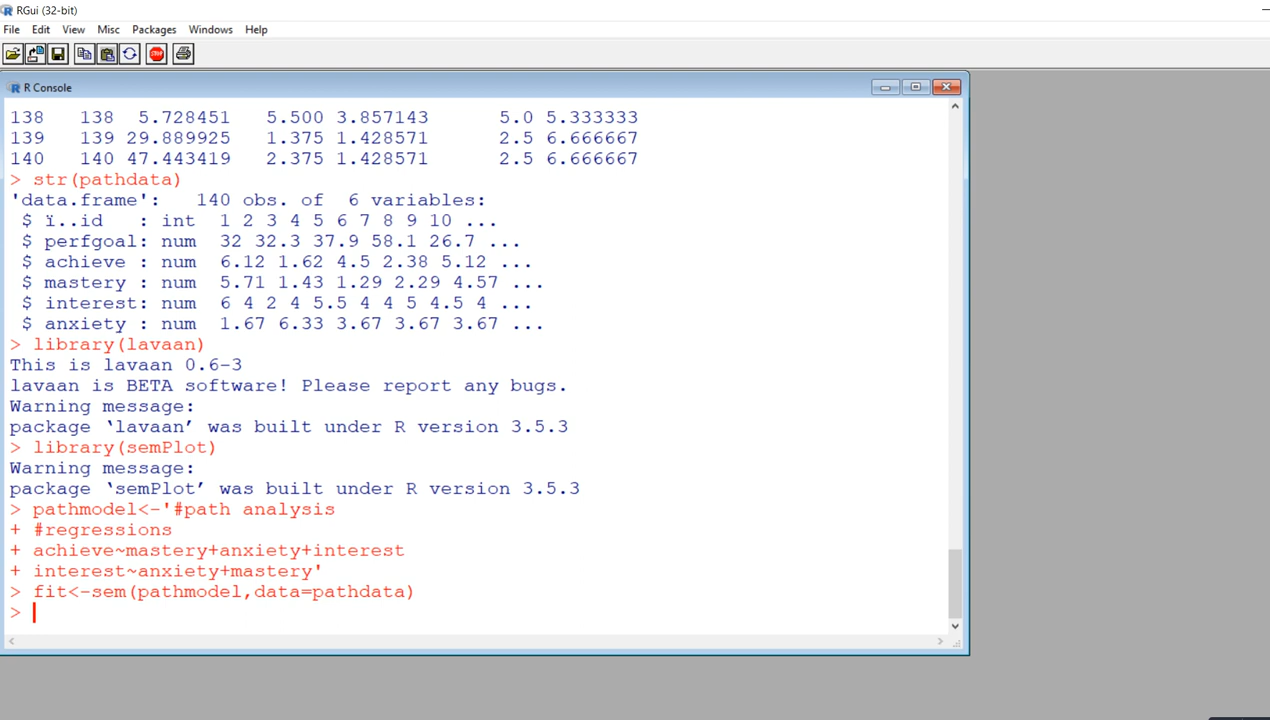 RGui (32-bit)
File Edit View Misc Packages Windows Help
STOP
R Console
138 138 5.728451 5.500 3.857143 5.0 5.333333
139 139 29.889925 1.375 1.428571 2.5 6.666667
140 140 47.443419 2.375 1.428571 2.5 6.666667
> str(pathdata)
'data.frame': 140 obs. of 6 variables:
$ ï..id : int 1 2 3 4 5 6 7 8 9 10 ...
$ perfgoal: num 32 32.3 37.9 58.1 26.7 ...
$ achieve : num 6.12 1.62 4.5 2.38 5.12 ...
$ mastery : num 5.71 1.43 1.29 2.29 4.57 ...
$ interest: num 6 4 2 4 5.5 4 4 5 4.5 4 ...
$ anxiety : num 1.67 6.33 3.67 3.67 3.67 ...
> library(lavaan)
This is lavaan 0.6-3
lavaan is BETA software! Please report any bugs.
Warning message:
package ‘lavaan’ was built under R version 3.5.3
> library(semPlot)
Warning message:
package ‘semPlot’ was built under R version 3.5.3
> pathmodel<-'#path analysis
+ #regressions
+ achieve~mastery+anxiety+interest
+ interest~anxiety+mastery'
> fit<-sem(pathmodel,data=pathdata)
>